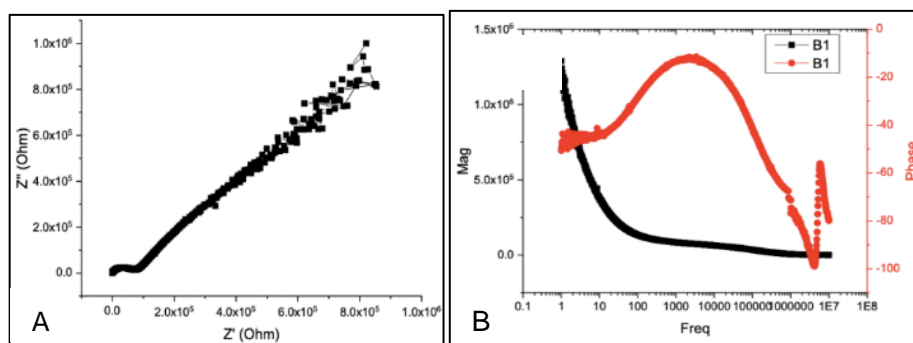 1.0x10⁶
8.0x10⁵
6.0x10⁵
4.0x10⁵
2.0x10⁵
0.0
Z'' (Ohm)
0.0 2.0x10⁵ 4.0x10⁵ 6.0x10⁵ 8.0x10⁵ 1.0x10⁶
Z' (Ohm)
A
1.5x10⁶
1.0x10⁶
5.0x10⁵
0.0
Mag
B1
B1
0
-20
-40
-60
-80
-100
Phase
0.1 1 10 100 1000 10000 100000 1000000 1E7 1E8
Freq
B